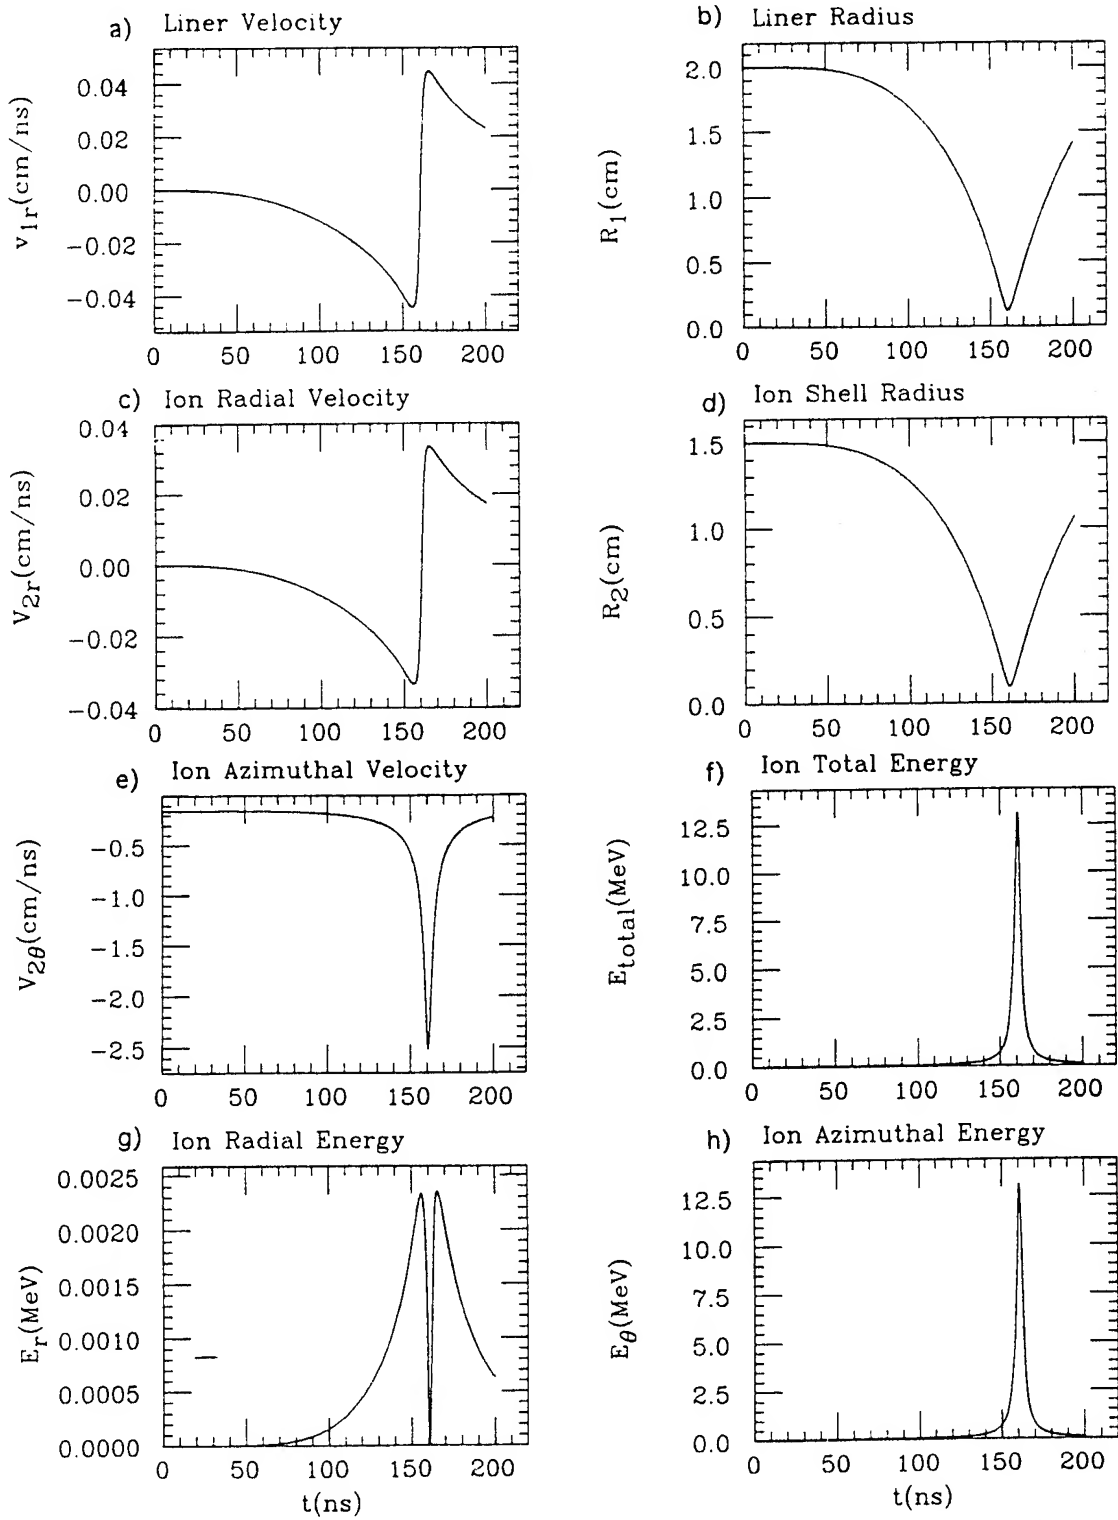 a) Liner Velocity
v1r(cm/ns)
0.04
0.02
0.00
−0.02
−0.04
0 50 100 150 200
b) Liner Radius
R1(cm)
2.0
1.5
1.0
0.5
0.0
0 50 100 150 200
c) Ion Radial Velocity
V2r(cm/ns)
0.04
0.02
0.00
−0.02
−0.04
0 50 100 150 200
d) Ion Shell Radius
R2(cm)
1.5
1.0
0.5
0.0
0 50 100 150 200
e) Ion Azimuthal Velocity
V2θ(cm/ns)
−0.5
−1.0
−1.5
−2.0
−2.5
0 50 100 150 200
f) Ion Total Energy
Etotal(MeV)
12.5
10.0
7.5
5.0
2.5
0.0
0 50 100 150 200
g) Ion Radial Energy
Er(MeV)
0.0025
0.0020
0.0015
0.0010
0.0005
0.0000
0 50 100 150 200
t(ns)
h) Ion Azimuthal Energy
Eθ(MeV)
12.5
10.0
7.5
5.0
2.5
0.0
0 50 100 150 200
t(ns)